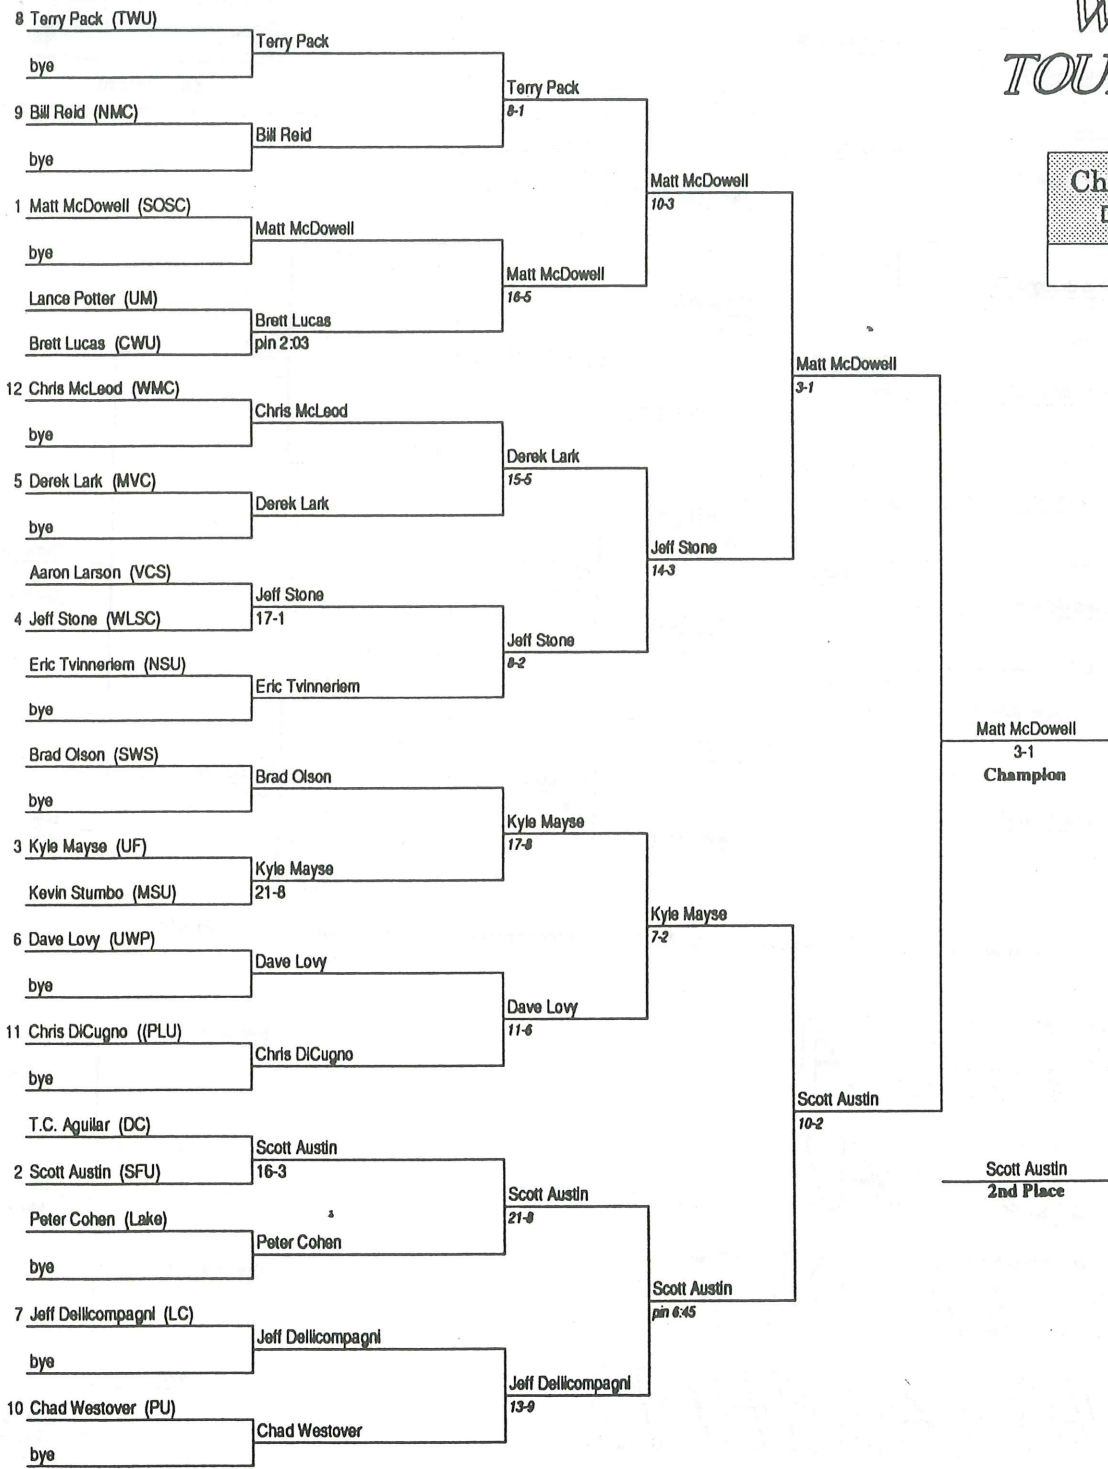 W
TOU
Ch
D
8 Terry Pack (TWU)
bye
Terry Pack
9 Bill Reid (NMC)
bye
Bill Reid
Terry Pack
8-1
1 Matt McDowell (SOSC)
bye
Matt McDowell
Lance Potter (UM)
Brett Lucas (CWU)
Brett Lucas
pin 2:03
Matt McDowell
16-5
Matt McDowell
10-3
12 Chris McLeod (WMC)
bye
Chris McLeod
5 Derek Lark (MVC)
bye
Derek Lark
Derek Lark
15-5
Aaron Larson (VCS)
4 Jeff Stone (WLSC)
Jeff Stone
17-1
Eric Tvinneriem (NSU)
bye
Eric Tvinneriem
Jeff Stone
8-2
Jeff Stone
14-3
Matt McDowell
3-1
Brad Olson (SWS)
bye
Brad Olson
3 Kyle Mayse (UF)
Kevin Stumbo (MSU)
Kyle Mayse
21-8
Kyle Mayse
17-8
6 Dave Lovy (UWP)
bye
Dave Lovy
11 Chris DiCugno ((PLU)
bye
Chris DiCugno
Dave Lovy
11-6
Kyle Mayse
7-2
T.C. Aguilar (DC)
2 Scott Austin (SFU)
Scott Austin
16-3
Peter Cohen (Lake)
bye
Peter Cohen
Scott Austin
21-8
7 Jeff Dellicompagni (LC)
bye
Jeff Dellicompagni
10 Chad Westover (PU)
bye
Chad Westover
Jeff Dellicompagni
13-9
Scott Austin
pin 6:45
Scott Austin
10-2
Matt McDowell
3-1
Champion
Scott Austin
2nd Place